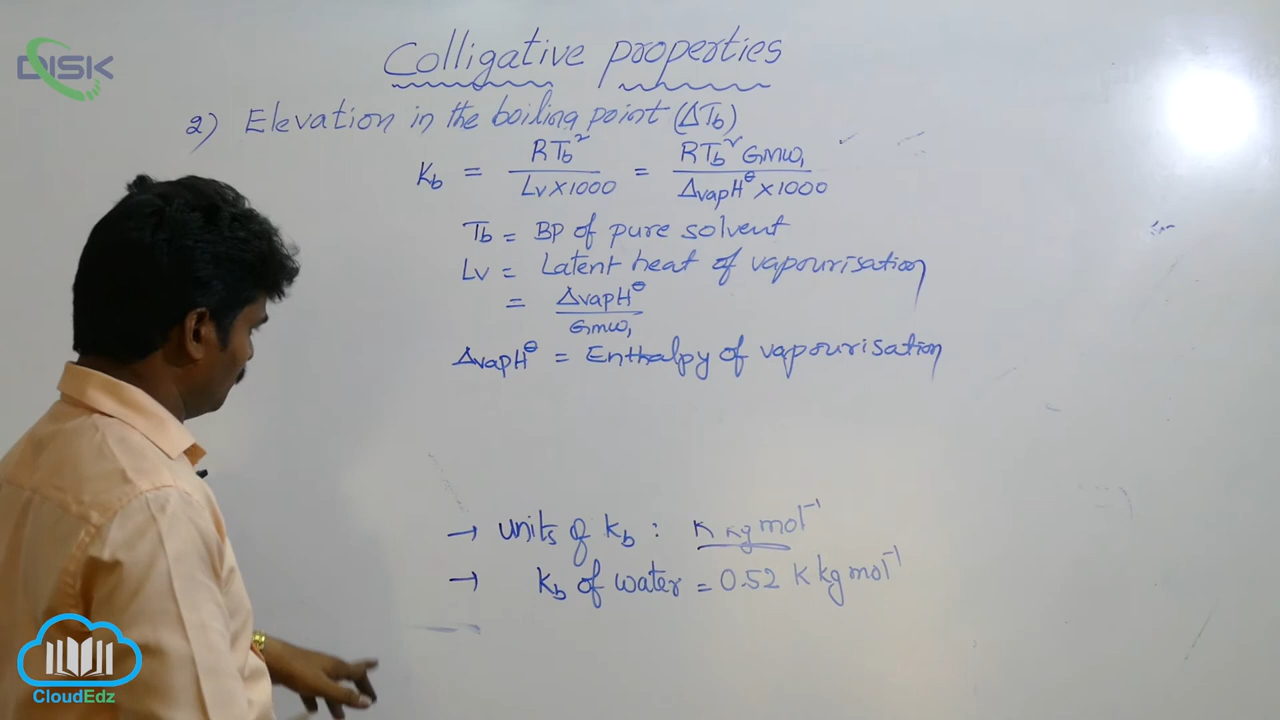 DISK
Colligative properties
2) Elevation in the boiling point (ΔTb)
Kb = RTb² / Lv×1000 = RTb² GMW₁ / ΔvapH⊖ × 1000
Tb = BP of pure solvent
Lv = Latent heat of vapourisation
= ΔvapH⊖ / GMW₁
ΔvapH⊖ = Enthalpy of vapourisation
→ units of Kb : K kg mol⁻¹
→ Kb of water = 0.52 K kg mol⁻¹
CloudEdz